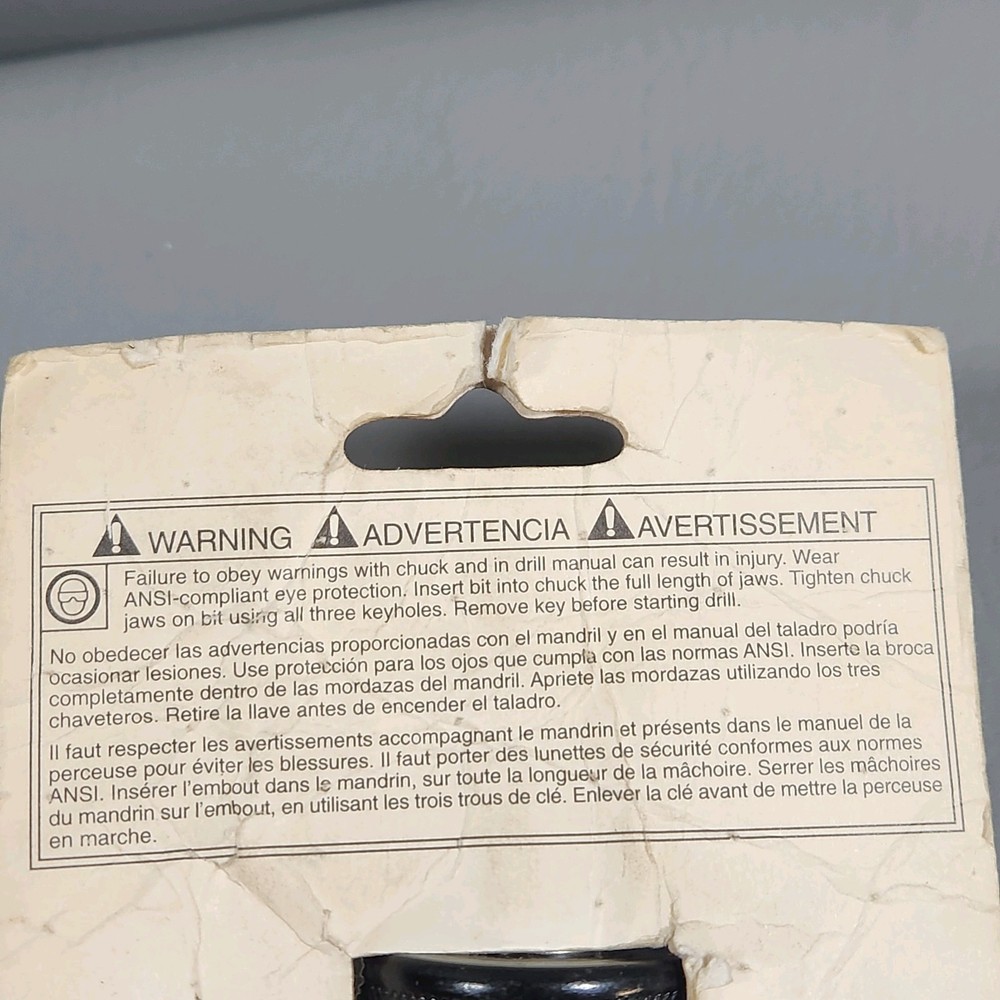 WARNING ADVERTENCIA AVERTISSEMENT
Failure to obey warnings with chuck and in drill manual can result in injury. Wear
ANSI-compliant eye protection. Insert bit into chuck the full length of jaws. Tighten chuck
jaws on bit using all three keyholes. Remove key before starting drill.
No obedecer las advertencias proporcionadas con el mandril y en el manual del taladro podría
ocasionar lesiones. Use protección para los ojos que cumpla con las normas ANSI. Inserte la broca
completamente dentro de las mordazas del mandril. Apriete las mordazas utilizando los tres
chaveteros. Retire la llave antes de encender el taladro.
Il faut respecter les avertissements accompagnant le mandrin et présents dans le manuel de la
perceuse pour éviter les blessures. Il faut porter des lunettes de sécurité conformes aux normes
ANSI. Insérer l'embout dans le mandrin, sur toute la longueur de la mâchoire. Serrer les mâchoires
du mandrin sur l'embout, en utilisant les trois trous de clé. Enlever la clé avant de mettre la perceuse
en marche.